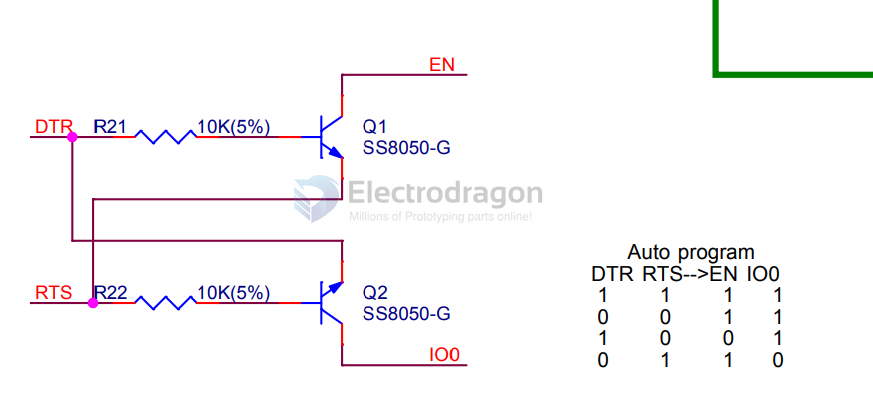 EN
DTR R21 10K(5%) Q1
SS8050-G
Electrodragon
Millions of Prototyping parts online!
RTS R22 10K(5%) Q2
SS8050-G
IO0
Auto program
DTR RTS-->EN IO0
1 1 1 1
0 0 1 1
1 0 0 1
0 1 1 0